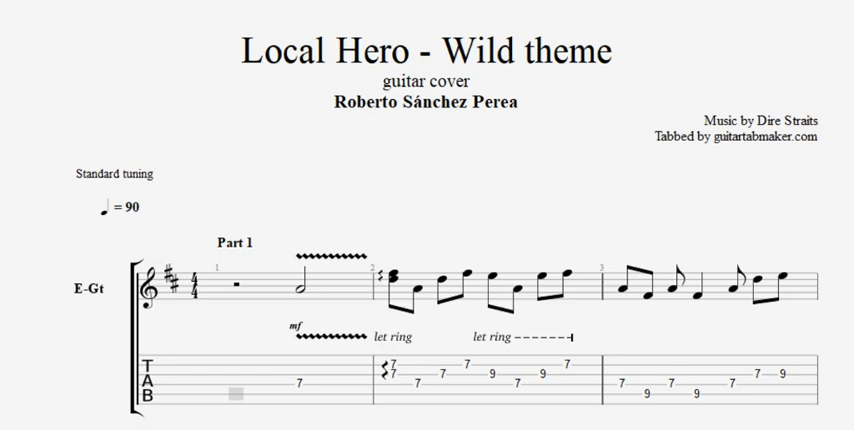 Local Hero - Wild theme
guitar cover
Roberto Sánchez Perea
Music by Dire Straits
Tabbed by guitartabmaker.com
Standard tuning
= 90
Part 1
1 2 3
E-Gt 4 4
mf
let ring let ring
7 7 7
7 7 9 9 7 9
T A B 7 7 7 7 7 7
9 9